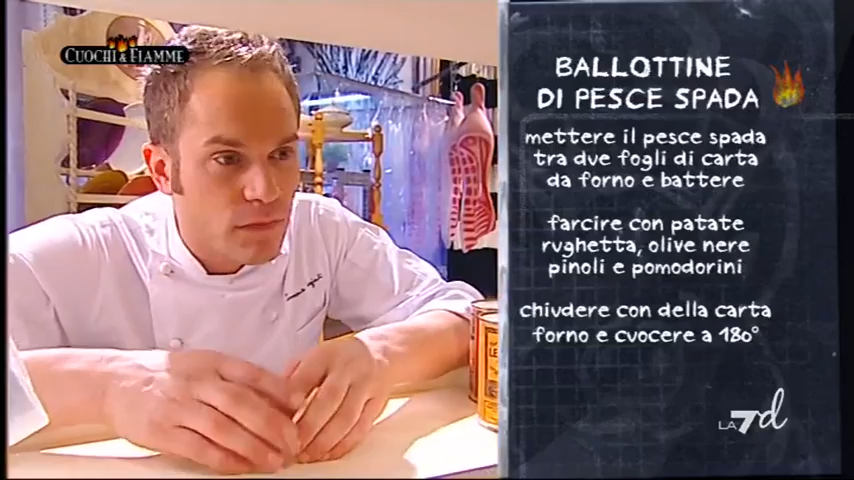 CUOCHI & FIAMME
BALLOTTINE
DI PESCE SPADA
mettere il pesce spada
tra due fogli di carta
da forno e battere
farcire con patate
rughetta, olive nere
pinoli e pomodorini
chivdere con della carta
forno e cuocere a 180°
LA7d